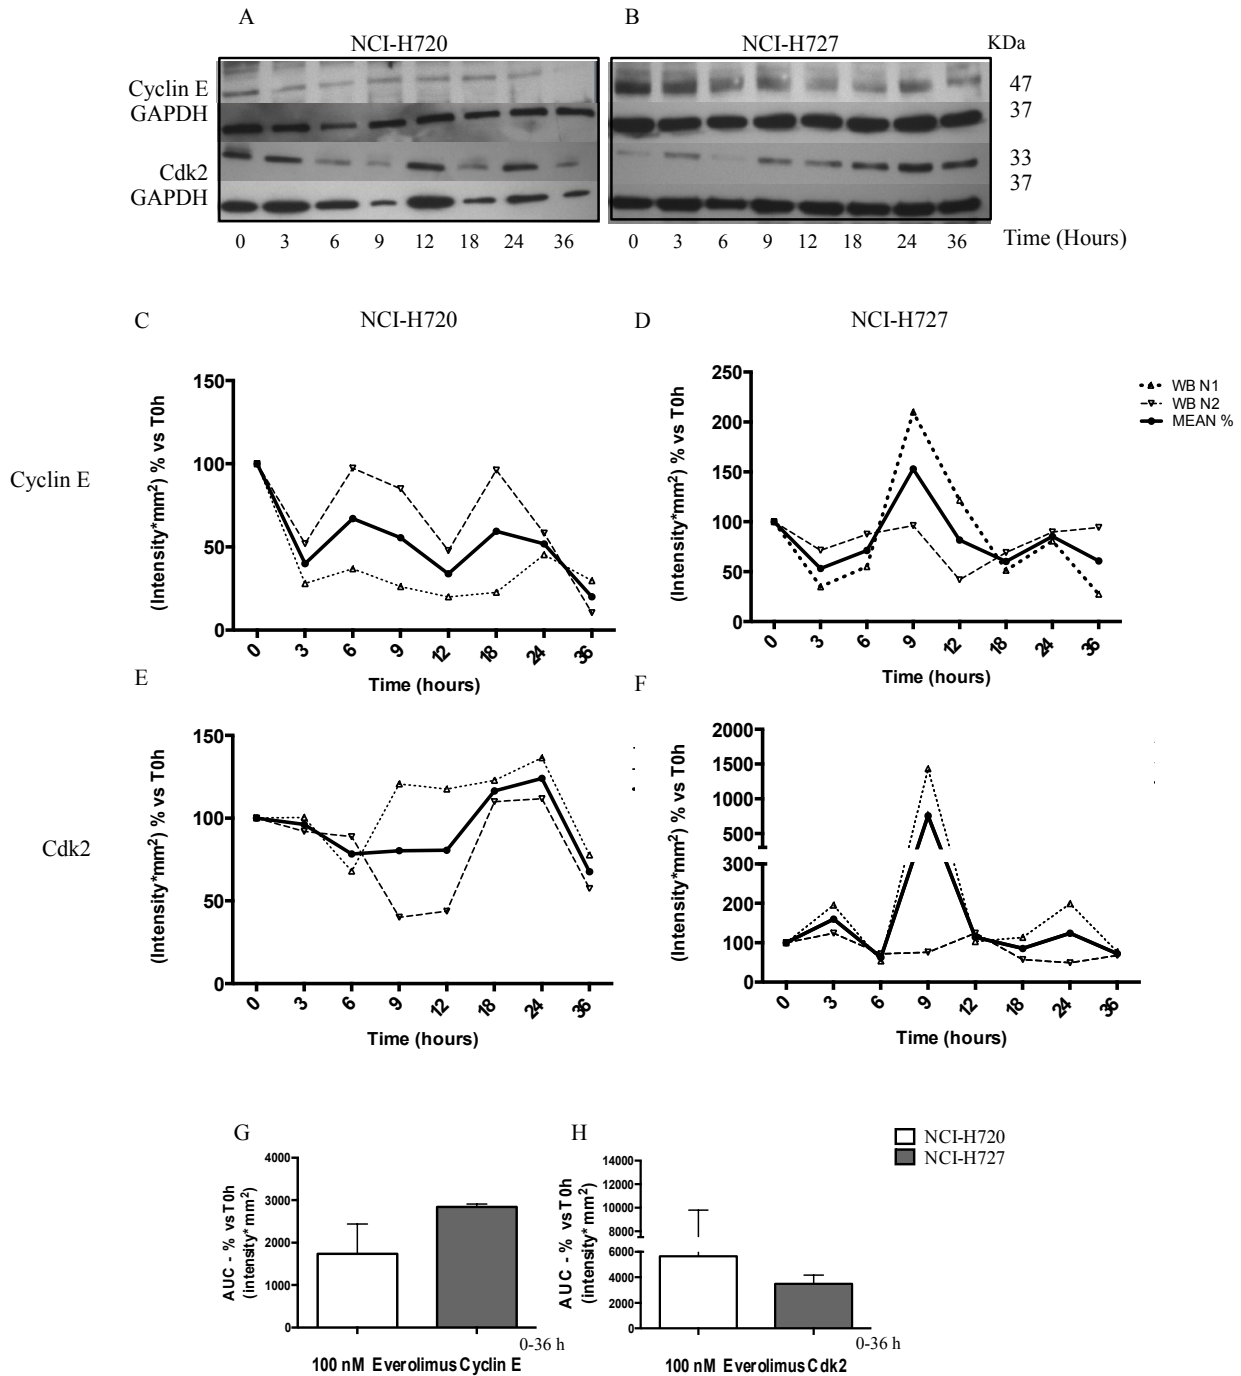 A
B
NCI-H720
NCI-H727
KDa
Cyclin E
47
GAPDH
37
Cdk2
33
GAPDH
37
0 3 6 9 12 18 24 36
0 3 6 9 12 18 24 36
Time (Hours)
C
NCI-H720
D
NCI-H727
Cyclin E
(Intensity*mm2) % vs T0h
150
100
50
0
0 3 6 9 12 18 24 36
Time (hours)
(Intensity*mm2) % vs T0h
250
200
150
100
50
0
0 3 6 9 12 18 24 36
Time (hours)
WB N1
WB N2
MEAN %
E
F
Cdk2
(Intensity*mm2) % vs T0h
150
100
50
0
0 3 6 9 12 18 24 36
Time (hours)
(Intensity*mm2) % vs T0h
2000
1500
1000
500
300
200
100
0
0 3 6 9 12 18 24 36
Time (hours)
G
AUC - % vs T0h
(intensity*mm2)
4000
3000
2000
1000
0
0-36 h
100 nM Everolimus Cyclin E
H
AUC - % vs T0h
(intensity*mm2)
14000
12000
10000
8000
6000
4000
2000
0
0-36 h
100 nM Everolimus Cdk2
NCI-H720
NCI-H727